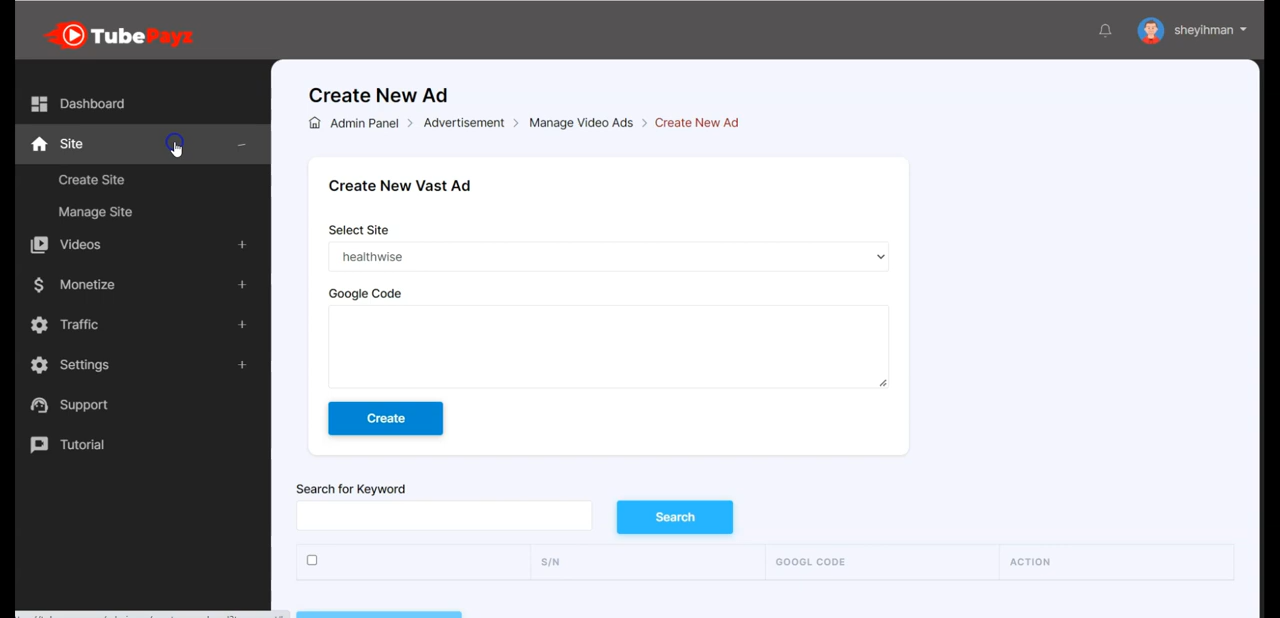 TubePayz
sheyihman
Dashboard
Site
Create Site
Manage Site
Videos
Monetize
Traffic
Settings
Support
Tutorial
Create New Ad
Admin Panel > Advertisement > Manage Video Ads > Create New Ad
Create New Vast Ad
Select Site
healthwise
Google Code
Create
Search for Keyword
Search
S/N GOOGL CODE ACTION